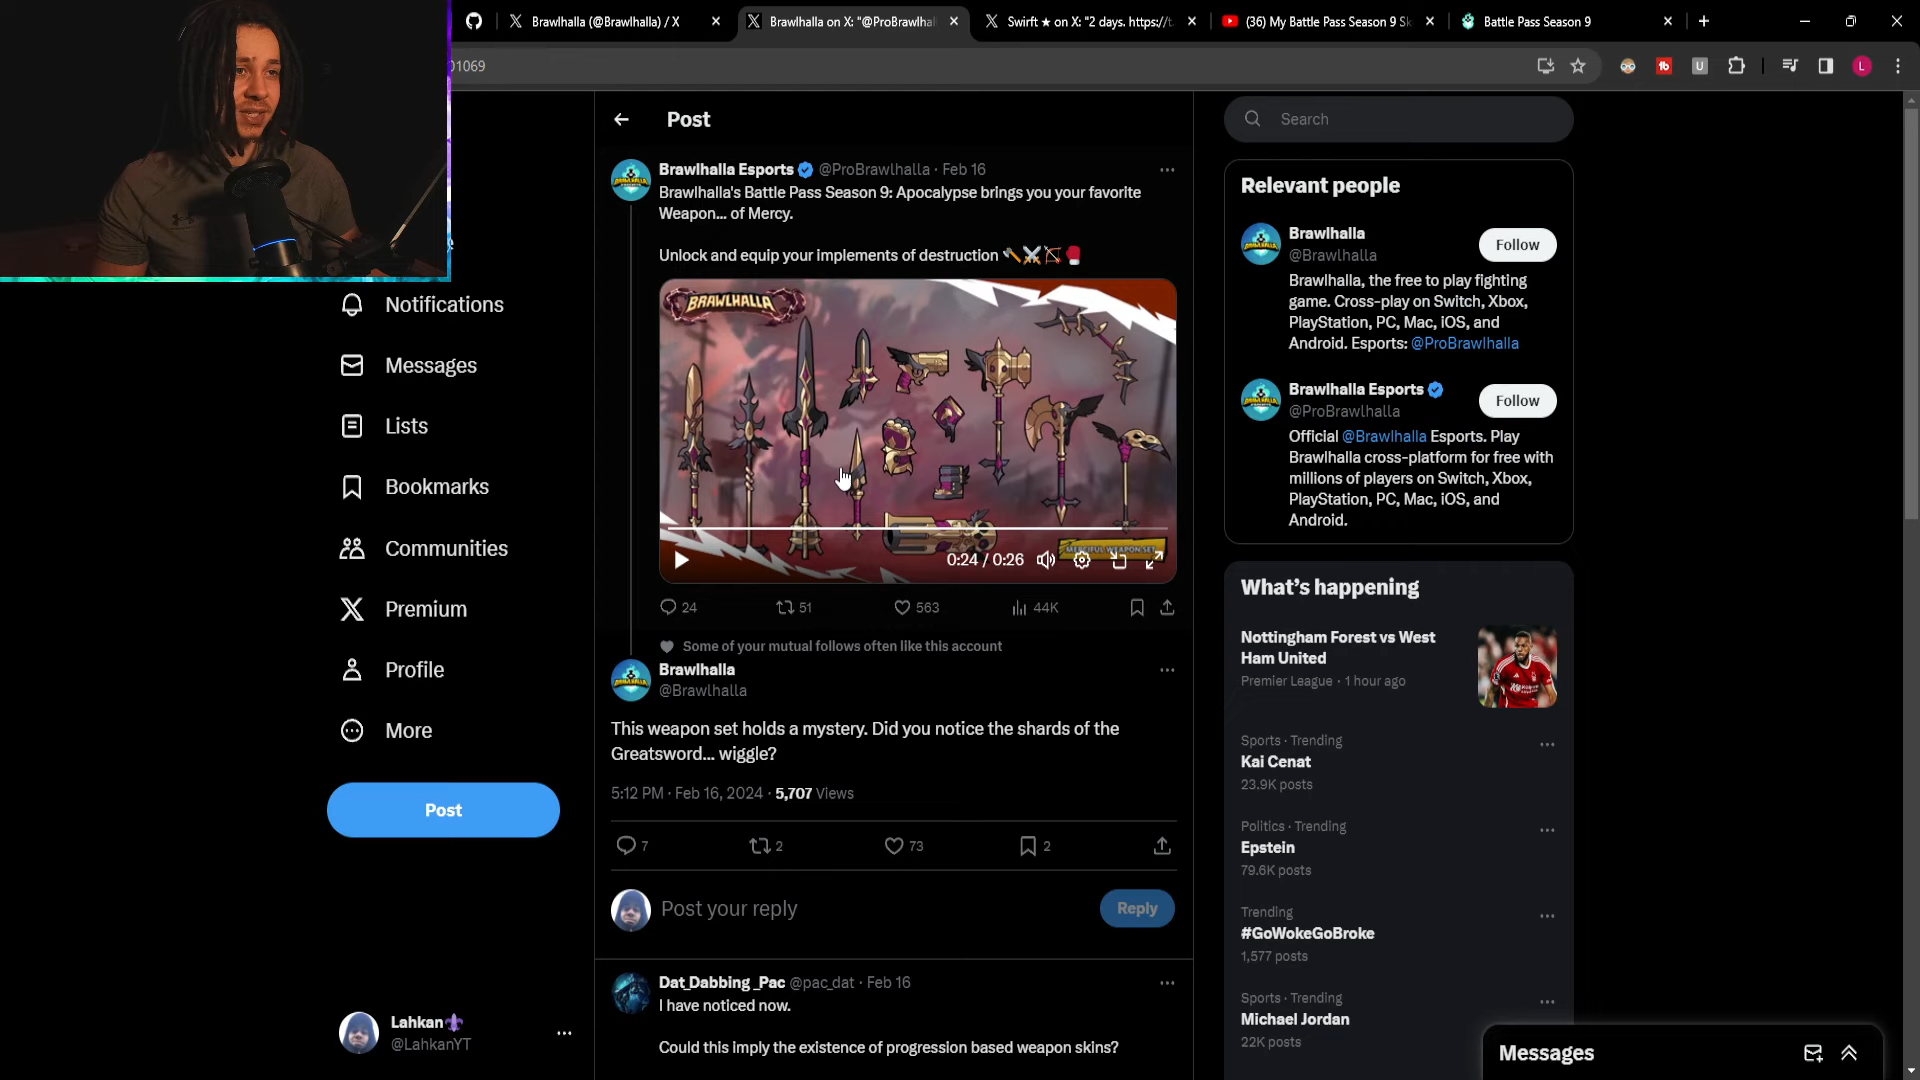 Brawlhalla (@Brawlhalla) / X
Brawlhalla on X: "@ProBrawlhal
Swirft ★ on X: "2 days. https://t.
(36) My Battle Pass Season 9 Sk
Battle Pass Season 9
01069
Post
Search
Brawlhalla Esports @ProBrawlhalla · Feb 16
Brawlhalla's Battle Pass Season 9: Apocalypse brings you your favorite
Weapon... of Mercy.
Unlock and equip your implements of destruction 🪓⚔️🏹🥊
BRAWLHALLA
MERCIFUL WEAPON SET
0:24 / 0:26
24
51
563
44K
Some of your mutual follows often like this account
Brawlhalla
@Brawlhalla
This weapon set holds a mystery. Did you notice the shards of the
Greatsword... wiggle?
5:12 PM · Feb 16, 2024 · 5,707 Views
7
2
73
2
Post your reply
Reply
Dat_Dabbing_Pac @pac_dat · Feb 16
I have noticed now.
Could this imply the existence of progression based weapon skins?
Notifications
Messages
Lists
Bookmarks
Communities
Premium
Profile
More
Post
Lahkan⚜
@LahkanYT
Relevant people
Brawlhalla
@Brawlhalla
Follow
Brawlhalla, the free to play fighting
game. Cross-play on Switch, Xbox,
PlayStation, PC, Mac, iOS, and
Android. Esports: @ProBrawlhalla
Brawlhalla Esports
@ProBrawlhalla
Follow
Official @Brawlhalla Esports. Play
Brawlhalla cross-platform for free with
millions of players on Switch, Xbox,
PlayStation, PC, Mac, iOS, and
Android.
What's happening
Nottingham Forest vs West
Ham United
Premier League · 1 hour ago
Sports · Trending
Kai Cenat
23.9K posts
Politics · Trending
Epstein
79.6K posts
Trending
#GoWokeGoBroke
1,577 posts
Sports · Trending
Michael Jordan
22K posts
Messages